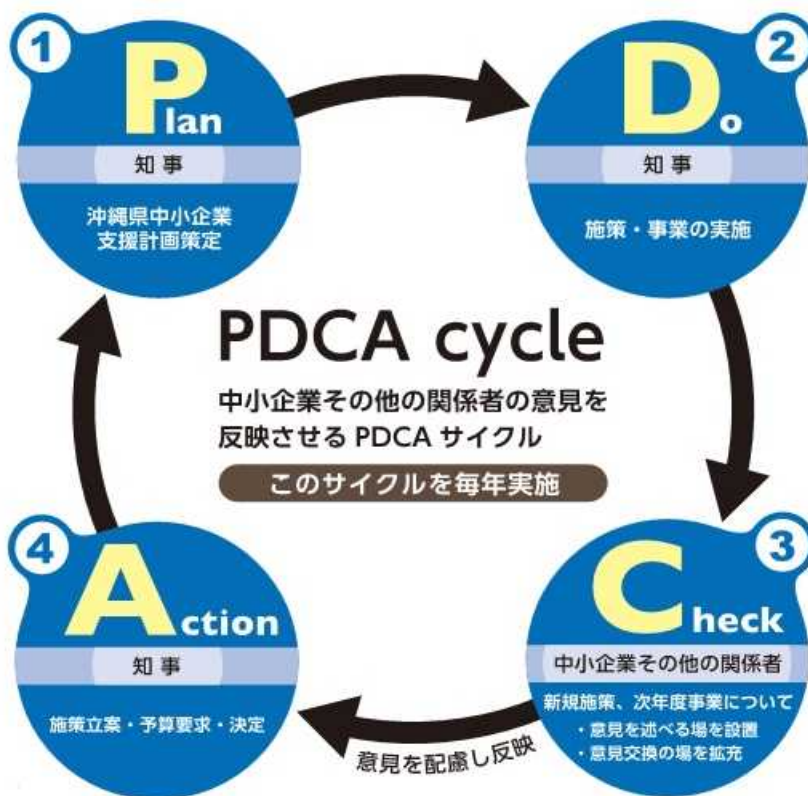 1
Plan
知事
沖縄県中小企業
支援計画策定
2
Do
知事
施策・事業の実施
PDCA cycle
中小企業その他の関係者の意見を
反映させる PDCA サイクル
このサイクルを毎年実施
3
Check
中小企業その他の関係者
新規施策、次年度事業について
・意見を述べる場を設置
・意見交換の場を拡充
意見を配慮し反映
4
Action
知事
施策立案・予算要求・決定